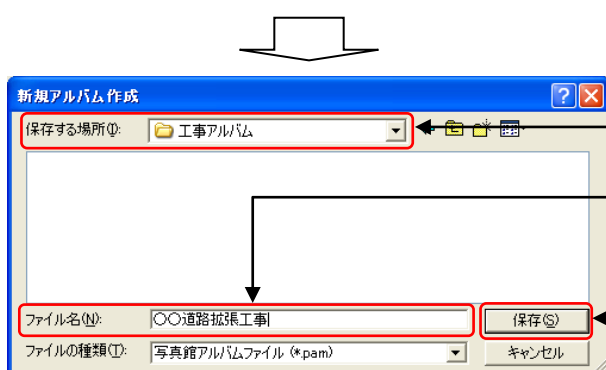 新規アルバム作成
保存する場所(I): 工事アルバム
ファイル名(N): 〇〇道路拡張工事 保存(S)
ファイルの種類(T): 写真館アルバムファイル (*.pam) キャンセル